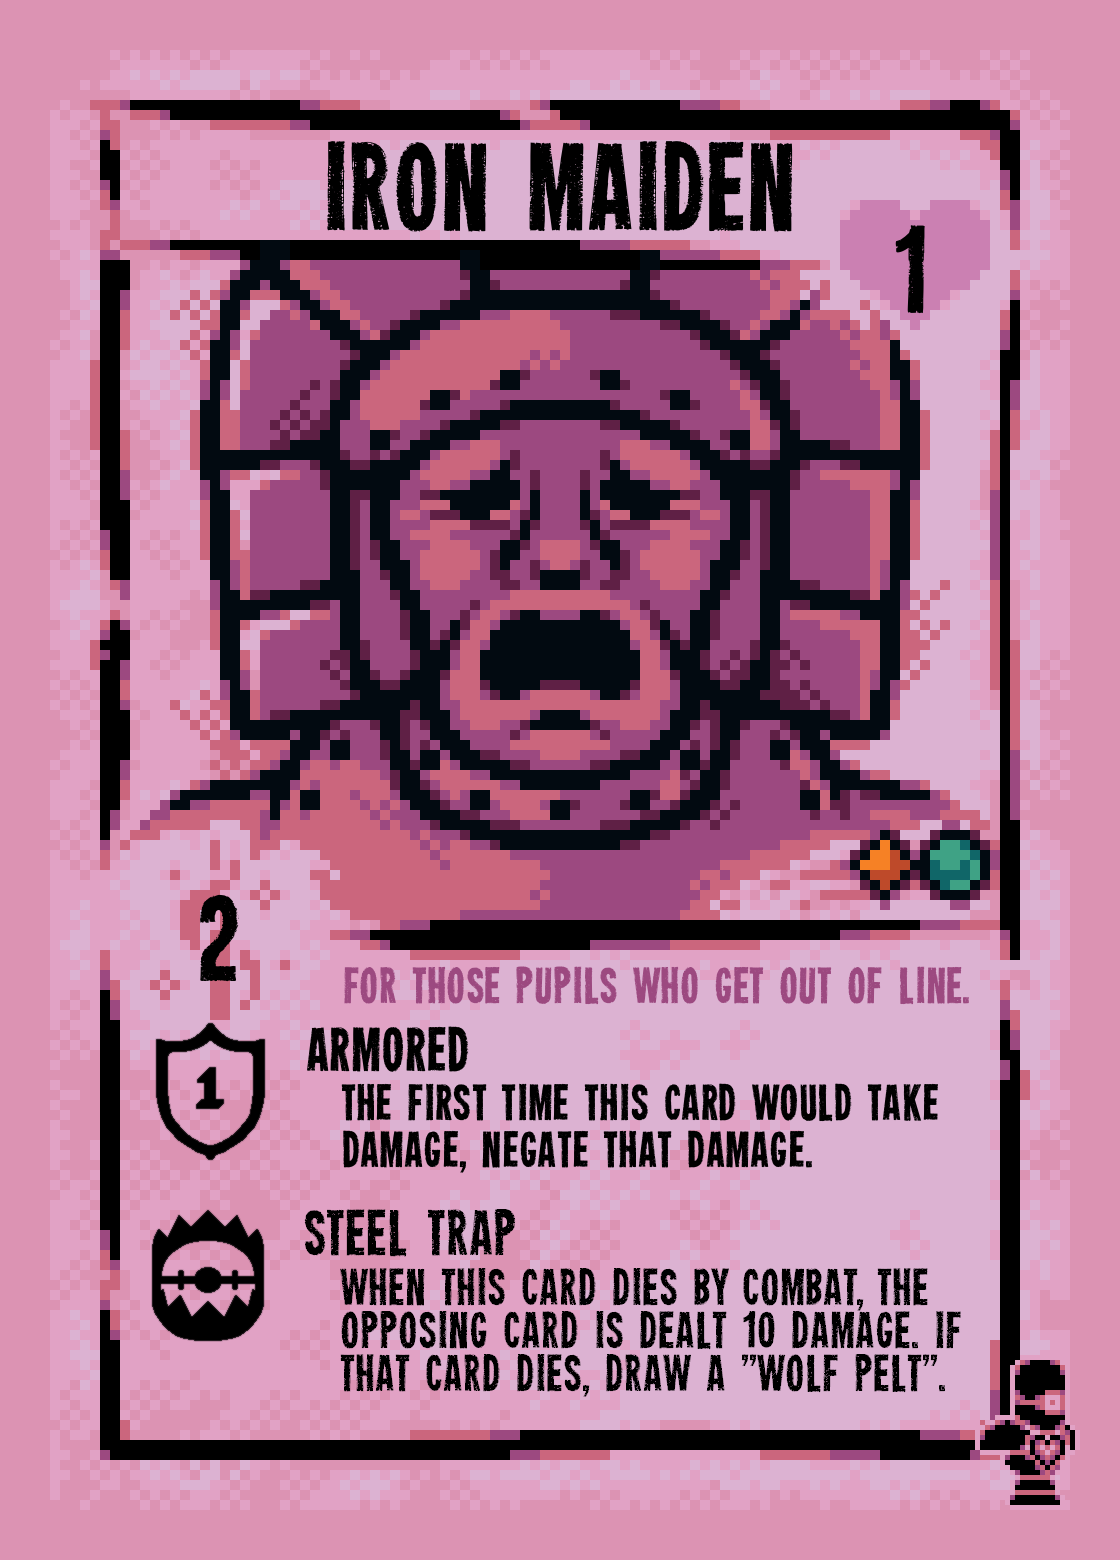 IRON MAIDEN
1
2
FOR THOSE PUPILS WHO GET OUT OF LINE.
ARMORED
1
THE FIRST TIME THIS CARD WOULD TAKE
DAMAGE, NEGATE THAT DAMAGE.
STEEL TRAP
WHEN THIS CARD DIES BY COMBAT, THE
OPPOSING CARD IS DEALT 10 DAMAGE. IF
THAT CARD DIES, DRAW A "WOLF PELT".